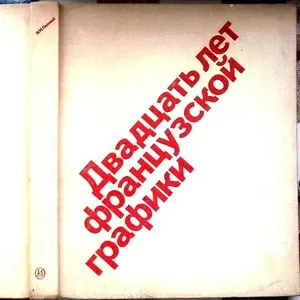 Двадцать лет
французской
графики